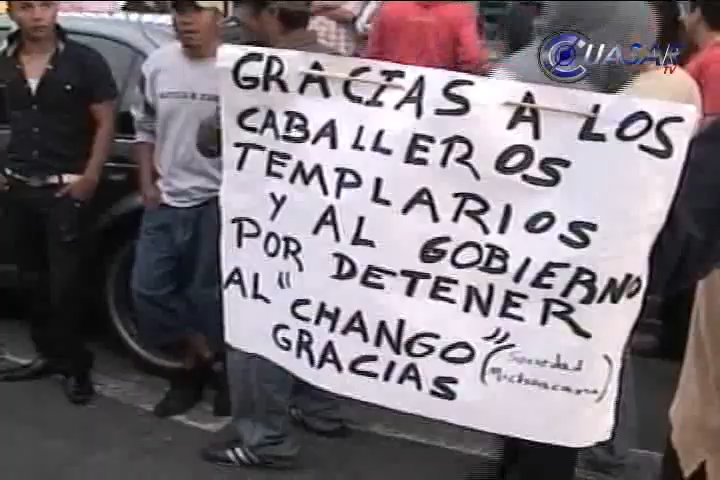 CUASAR
TV
GRACIAS A LOS
CABALLEROS
TEMPLARIOS
Y AL GOBIERNO
POR DETENER
AL "CHANGO" (Sociedad
Michoacana)
GRACIAS